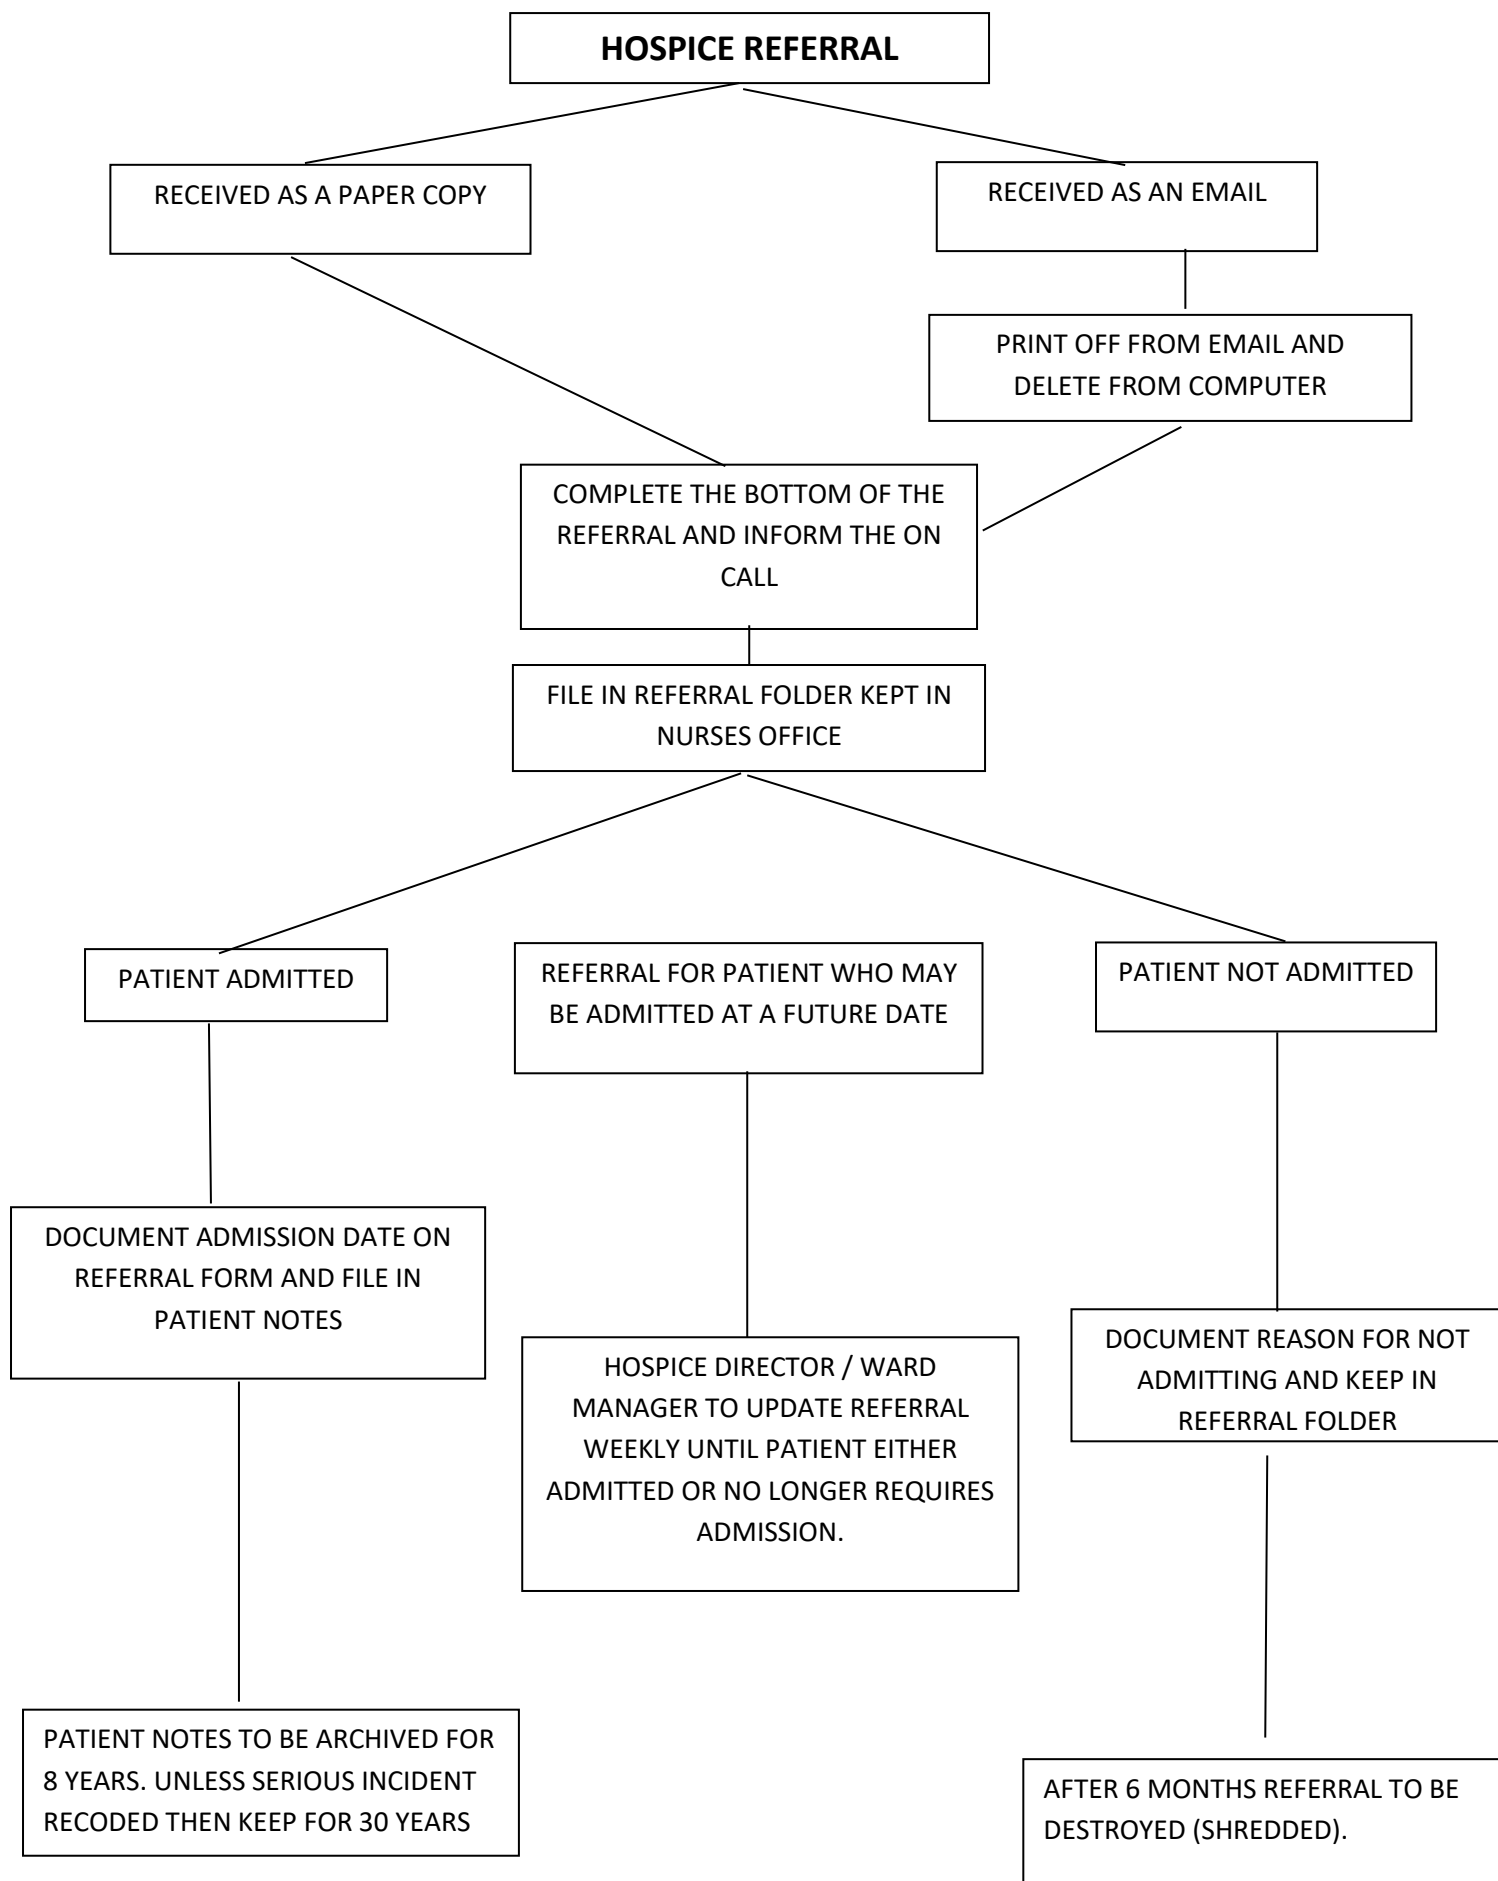 HOSPICE REFERRAL
RECEIVED AS A PAPER COPY
RECEIVED AS AN EMAIL
PRINT OFF FROM EMAIL AND
DELETE FROM COMPUTER
COMPLETE THE BOTTOM OF THE
REFERRAL AND INFORM THE ON
CALL
FILE IN REFERRAL FOLDER KEPT IN
NURSES OFFICE
PATIENT ADMITTED
REFERRAL FOR PATIENT WHO MAY
BE ADMITTED AT A FUTURE DATE
PATIENT NOT ADMITTED
DOCUMENT ADMISSION DATE ON
REFERRAL FORM AND FILE IN
PATIENT NOTES
HOSPICE DIRECTOR / WARD
MANAGER TO UPDATE REFERRAL
WEEKLY UNTIL PATIENT EITHER
ADMITTED OR NO LONGER REQUIRES
ADMISSION.
DOCUMENT REASON FOR NOT
ADMITTING AND KEEP IN
REFERRAL FOLDER
PATIENT NOTES TO BE ARCHIVED FOR
8 YEARS. UNLESS SERIOUS INCIDENT
RECODED THEN KEEP FOR 30 YEARS
AFTER 6 MONTHS REFERRAL TO BE
DESTROYED (SHREDDED).